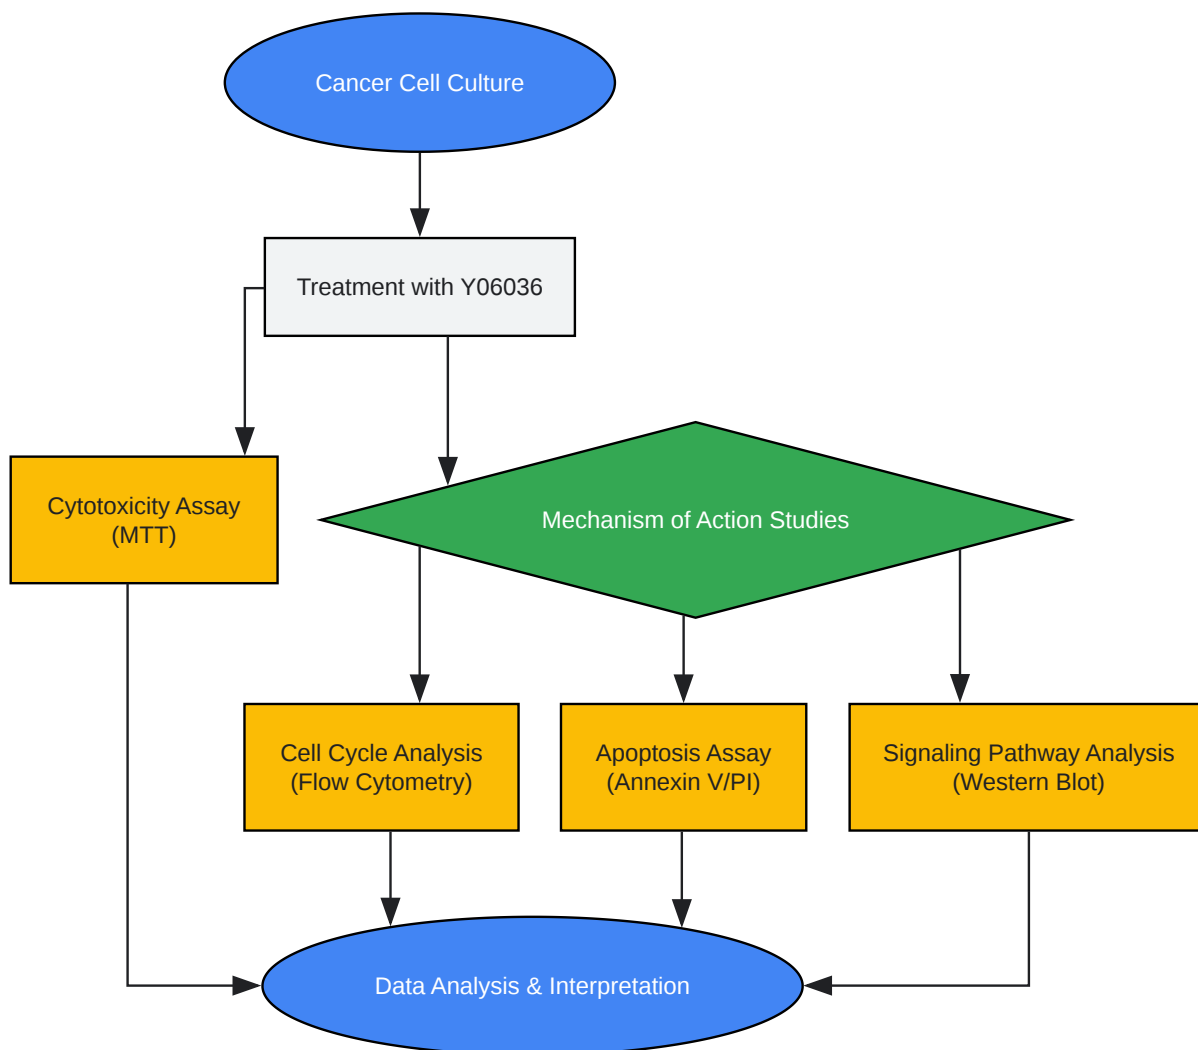 Cancer Cell Culture
Treatment with Y06036
Cytotoxicity Assay
(MTT)
Mechanism of Action Studies
Cell Cycle Analysis
(Flow Cytometry)
Apoptosis Assay
(Annexin V/PI)
Signaling Pathway Analysis
(Western Blot)
Data Analysis & Interpretation